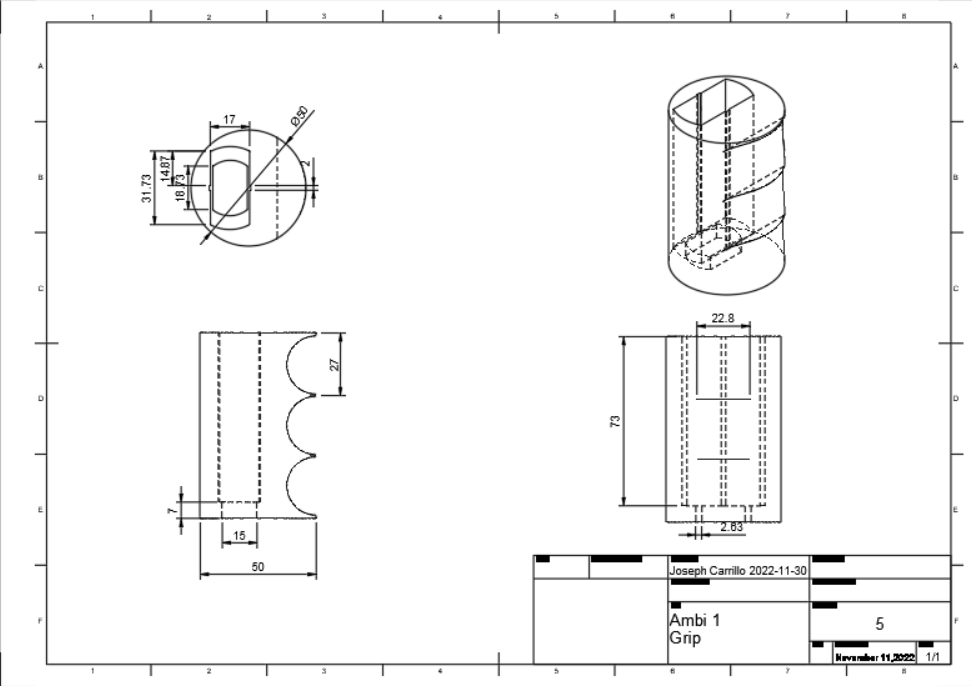 1 2 3 4 5 6 7 8
A A
B B
C C
D D
E E
F F
17
Ø50
2
14.87
18.73
31.73
27
7
15
50
22.8
73
2.63
Joseph Carrillo 2022-11-30
Ambi 1
Grip
5
November 11,2022 1/1
1 2 3 4 5 6 7 8